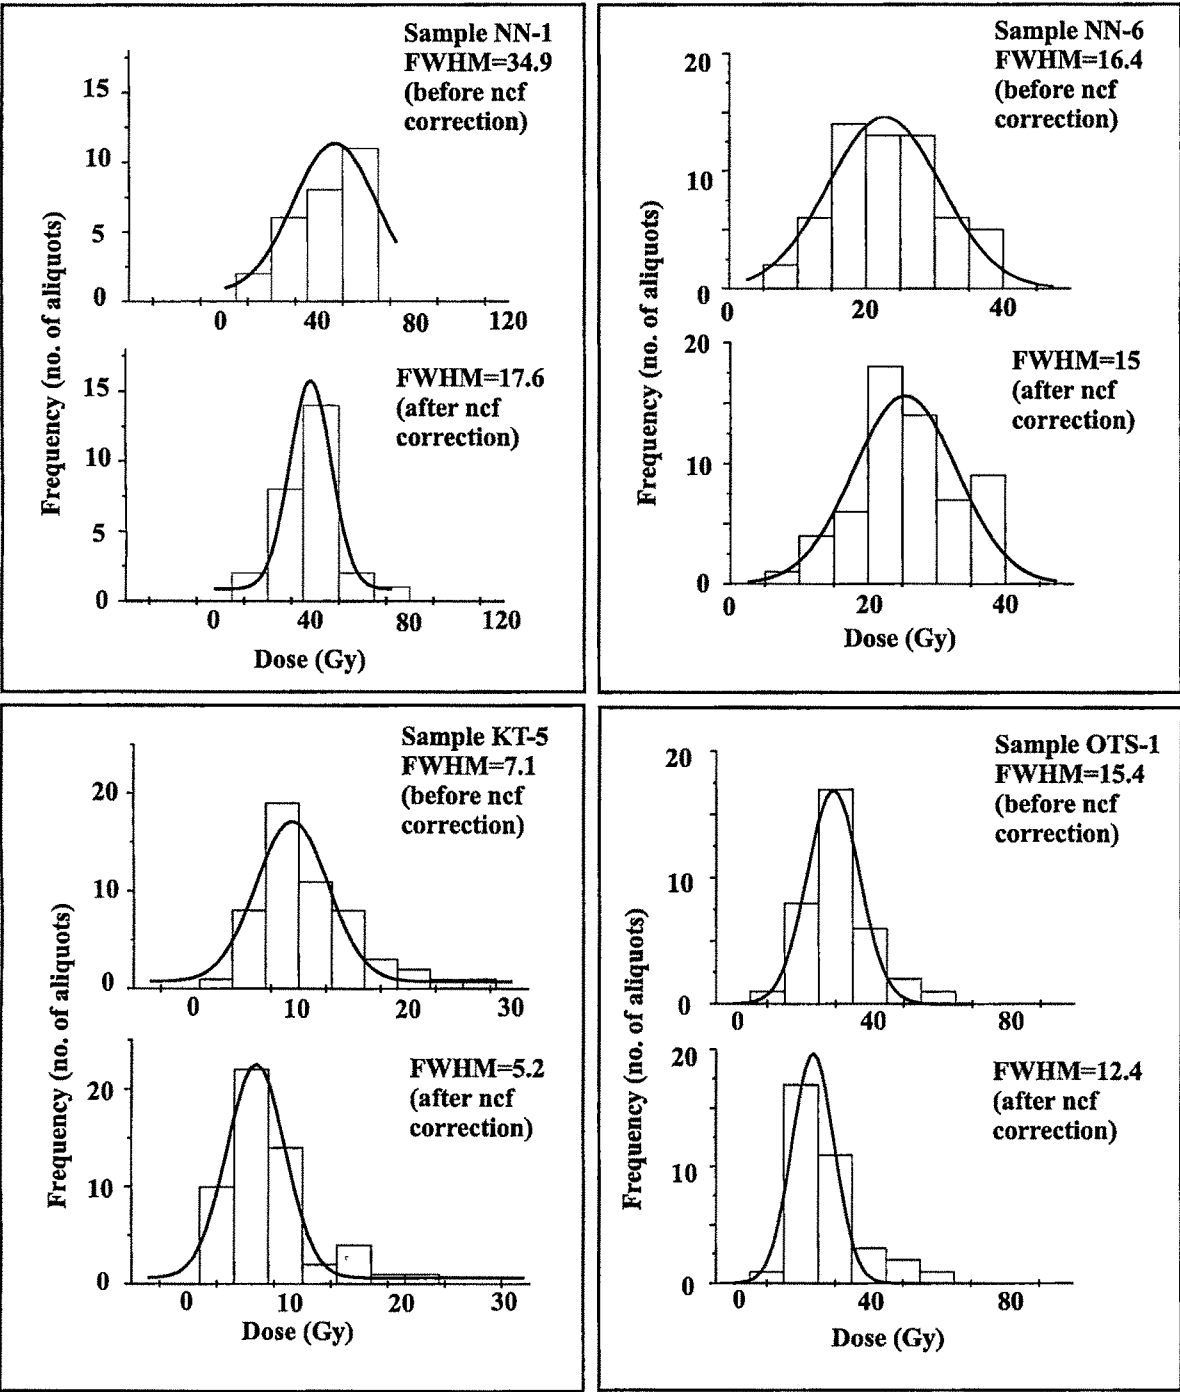 Sample NN-1
FWHM=34.9
(before ncf
correction)
15
10
5
0
0 40 80 120
FWHM=17.6
(after ncf
correction)
15
10
5
0
0 40 80 120
Frequency (no. of aliquots)
Dose (Gy)
Sample NN-6
FWHM=16.4
(before ncf
correction)
20
10
0
0 20 40
FWHM=15
(after ncf
correction)
20
10
0
0 20 40
Frequency (no. of aliquots)
Dose (Gy)
Sample KT-5
FWHM=7.1
(before ncf
correction)
20
10
0
0 10 20 30
FWHM=5.2
(after ncf
correction)
20
10
0
0 10 20 30
Frequency (no. of aliquots)
Dose (Gy)
Sample OTS-1
FWHM=15.4
(before ncf
correction)
20
10
0
0 40 80
FWHM=12.4
(after ncf
correction)
20
10
0
0 40 80
Frequency (no. of aliquots)
Dose (Gy)